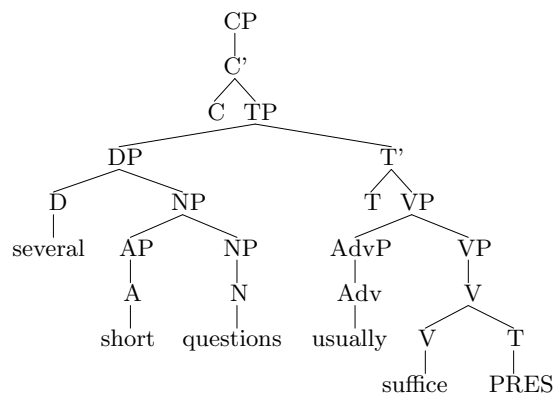 CP
C'
C TP
DP T'
D NP T VP
several AP NP AdvP VP
A N Adv V
short questions usually V T
suffice PRES